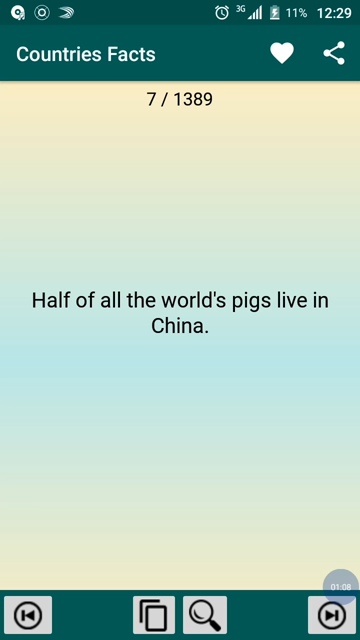 3G 11% 12:29
Countries Facts
7 / 1389
Half of all the world's pigs live in
China.
01:08